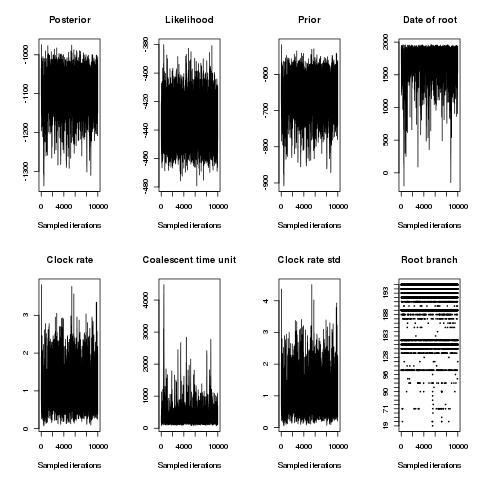 Posterior
Likelihood
Prior
Date of root
-1000
-1100
-1200
-1300
0 4000 10000
Sampled iterations
-380
-400
-420
-440
-460
-480
0 4000 10000
Sampled iterations
-600
-700
-800
-900
0 4000 10000
Sampled iterations
2000
1500
1000
500
0
0 4000 10000
Sampled iterations
Clock rate
Coalescent time unit
Clock rate std
Root branch
3
2
1
0
0 4000 10000
Sampled iterations
4000
3000
2000
1000
0
0 4000 10000
Sampled iterations
4
3
2
1
0
0 4000 10000
Sampled iterations
193
188
183
128
96
90
71
19
0 4000 10000
Sampled iterations